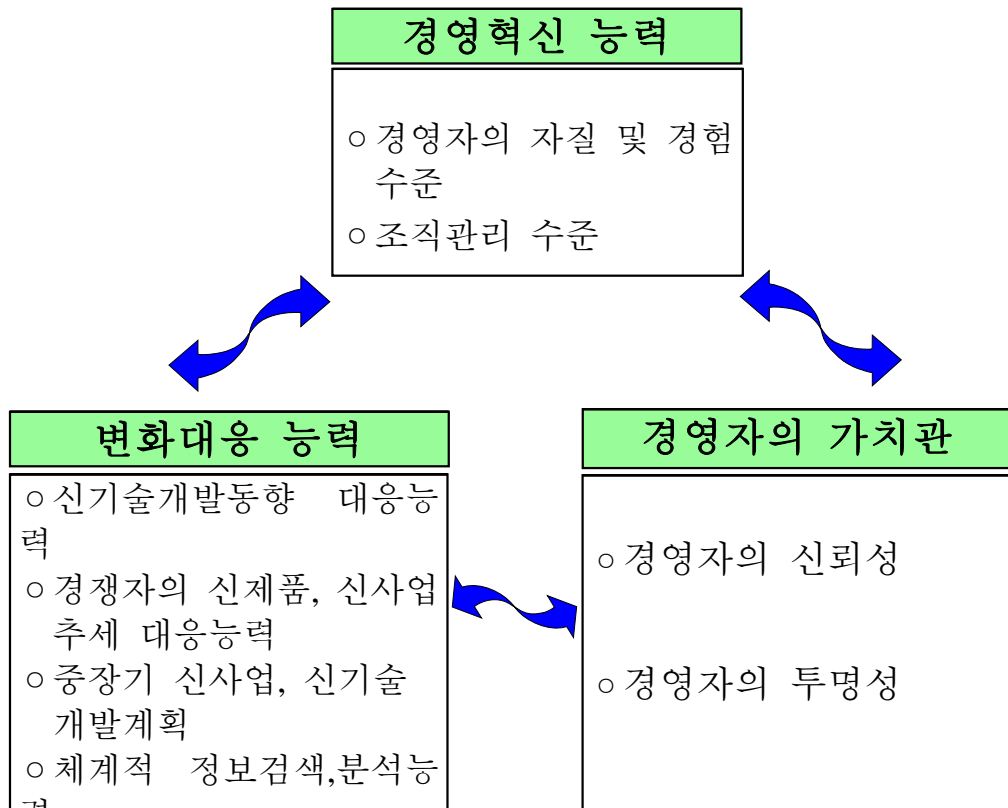 경영혁신 능력
○경영자의 자질 및 경험
수준
○조직관리 수준
변화대응 능력
○신기술개발동향 대응능
력
○경쟁자의 신제품, 신사업
추세 대응능력
○중장기 신사업, 신기술
개발계획
○체계적 정보검색,분석능
경영자의 가치관
○경영자의 신뢰성
○경영자의 투명성